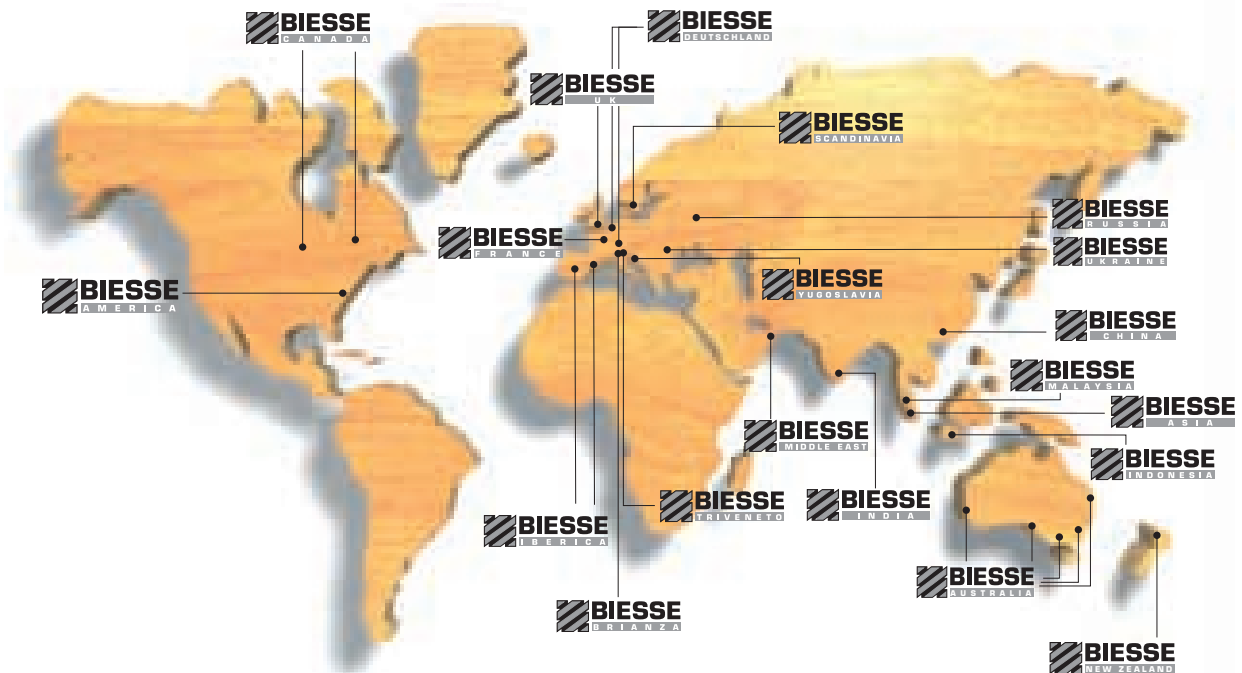 BIESSE
CANADA
BIESSE
DEUTSCHLAND
BIESSE
UK
BIESSE
SCANDINAVIA
BIESSE
RUSSIA
BIESSE
FRANCE
BIESSE
UKRAINE
BIESSE
AMERICA
BIESSE
YUGOSLAVIA
BIESSE
CHINA
BIESSE
MALAYSIA
BIESSE
ASIA
BIESSE
MIDDLE EAST
BIESSE
INDONESIA
BIESSE
TRIVENETO
BIESSE
INDIA
BIESSE
IBERICA
BIESSE
AUSTRALIA
BIESSE
BRIANZA
BIESSE
NEW ZEALAND